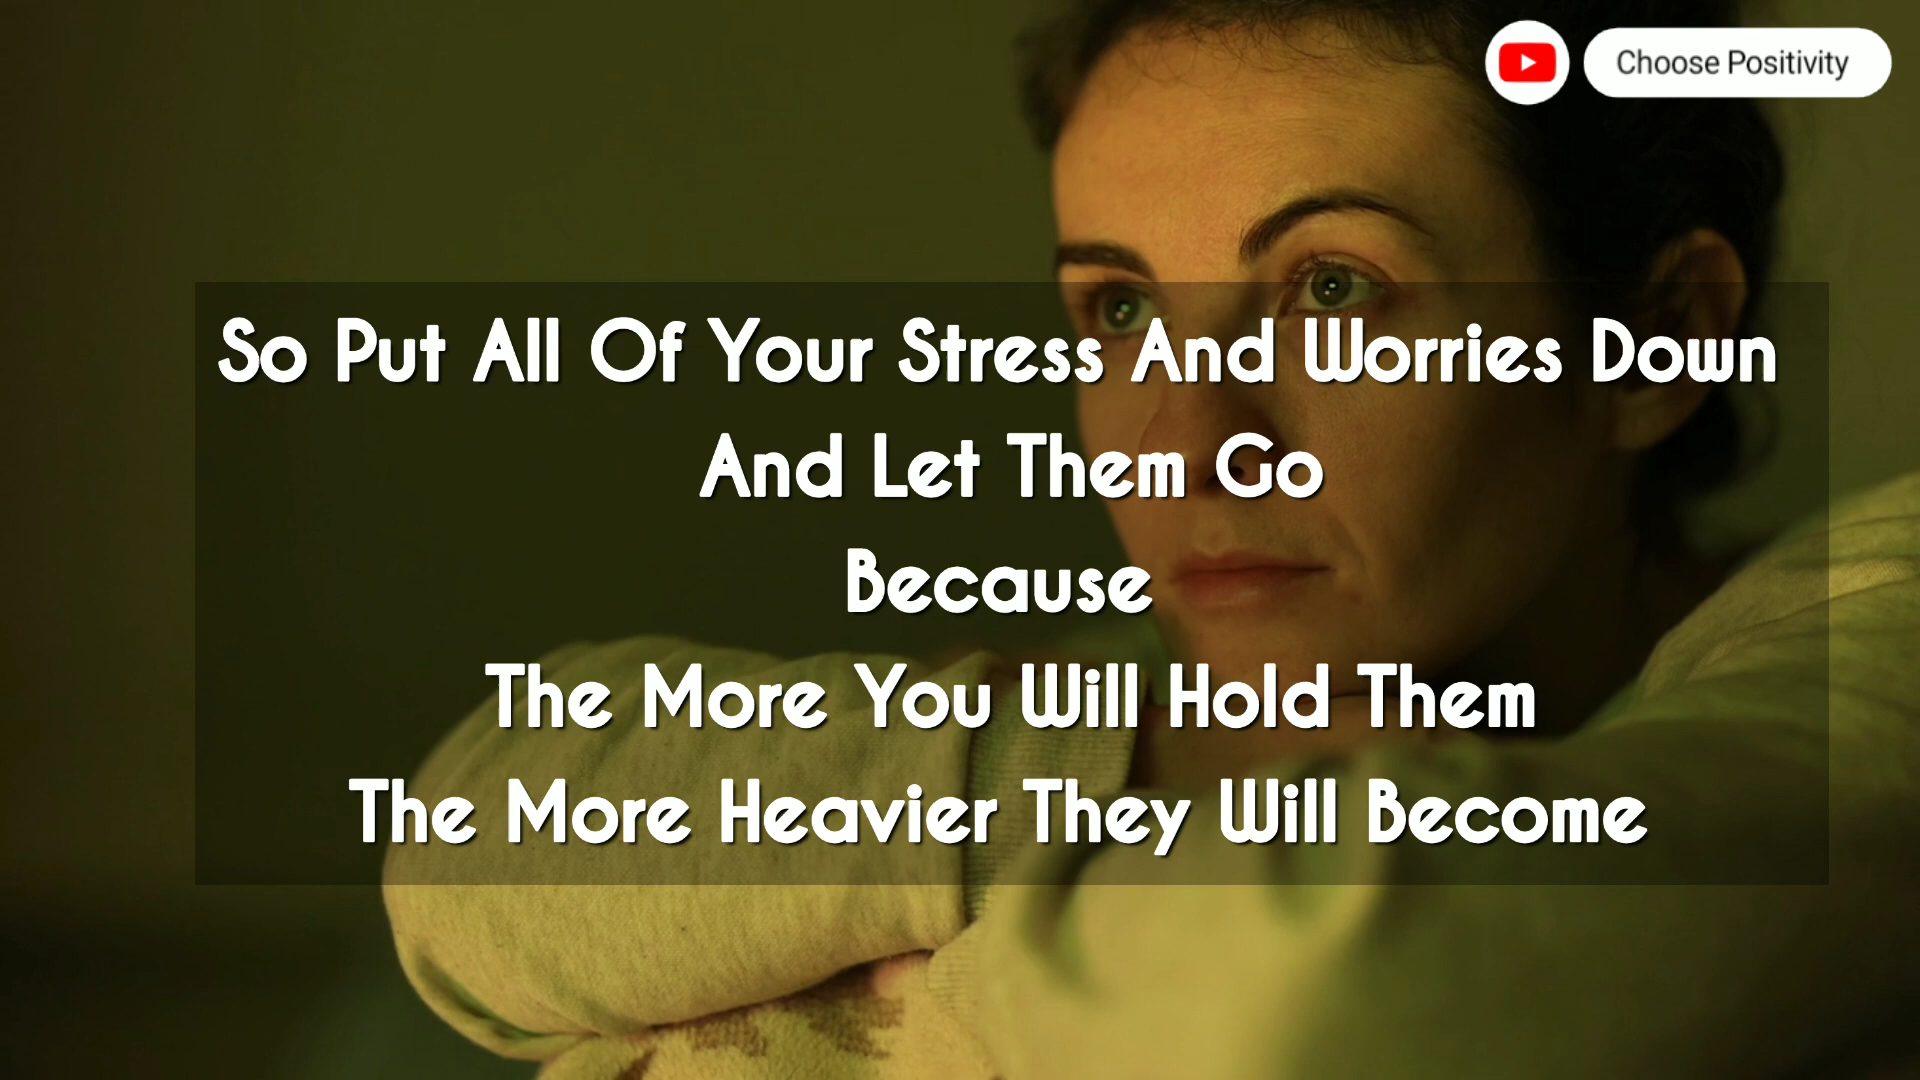 Choose Positivity
So Put All Of Your Stress And Worries Down
And Let Them Go
Because
The More You Will Hold Them
The More Heavier They Will Become